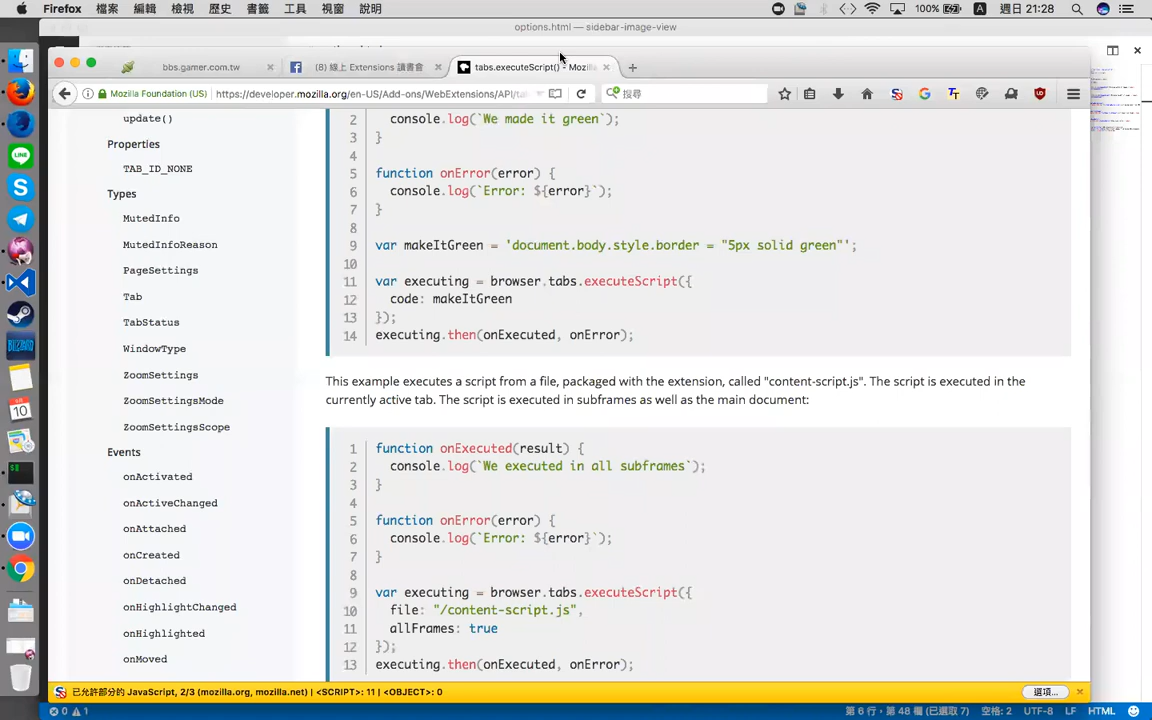 Firefox 檔案 編輯 檢視 歷史 書籤 工具 視窗 說明 100% A 週日 21:28
options.html — sidebar-image-view
bbs.gamer.com.tw × (8) 線上 Extensions 讀書會 × tabs.executeScript() - Mozilla ×
Mozilla Foundation (US) https://developer.mozilla.org/en-US/Add-ons/WebExtensions/API/ta 搜尋
update()
Properties
TAB_ID_NONE
Types
MutedInfo
MutedInfoReason
PageSettings
Tab
TabStatus
WindowType
ZoomSettings
ZoomSettingsMode
ZoomSettingsScope
Events
onActivated
onActiveChanged
onAttached
onCreated
onDetached
onHighlightChanged
onHighlighted
onMoved
2 console.log(`We made it green`);
3 }
4
5 function onError(error) {
6 console.log(`Error: ${error}`);
7 }
8
9 var makeItGreen = 'document.body.style.border = "5px solid green"';
10
11 var executing = browser.tabs.executeScript({
12 code: makeItGreen
13 });
14 executing.then(onExecuted, onError);
This example executes a script from a file, packaged with the extension, called "content-script.js". The script is executed in the
currently active tab. The script is executed in subframes as well as the main document:
1 function onExecuted(result) {
2 console.log(`We executed in all subframes`);
3 }
4
5 function onError(error) {
6 console.log(`Error: ${error}`);
7 }
8
9 var executing = browser.tabs.executeScript({
10 file: "/content-script.js",
11 allFrames: true
12 });
13 executing.then(onExecuted, onError);
已允許部分的 JavaScript, 2/3 (mozilla.org, mozilla.net) | <SCRIPT>: 11 | <OBJECT>: 0 選項... ×
0 1 第 6 行，第 48 欄 (已選取 7) 空格: 2 UTF-8 LF HTML
LINE
BLIZZARD
10